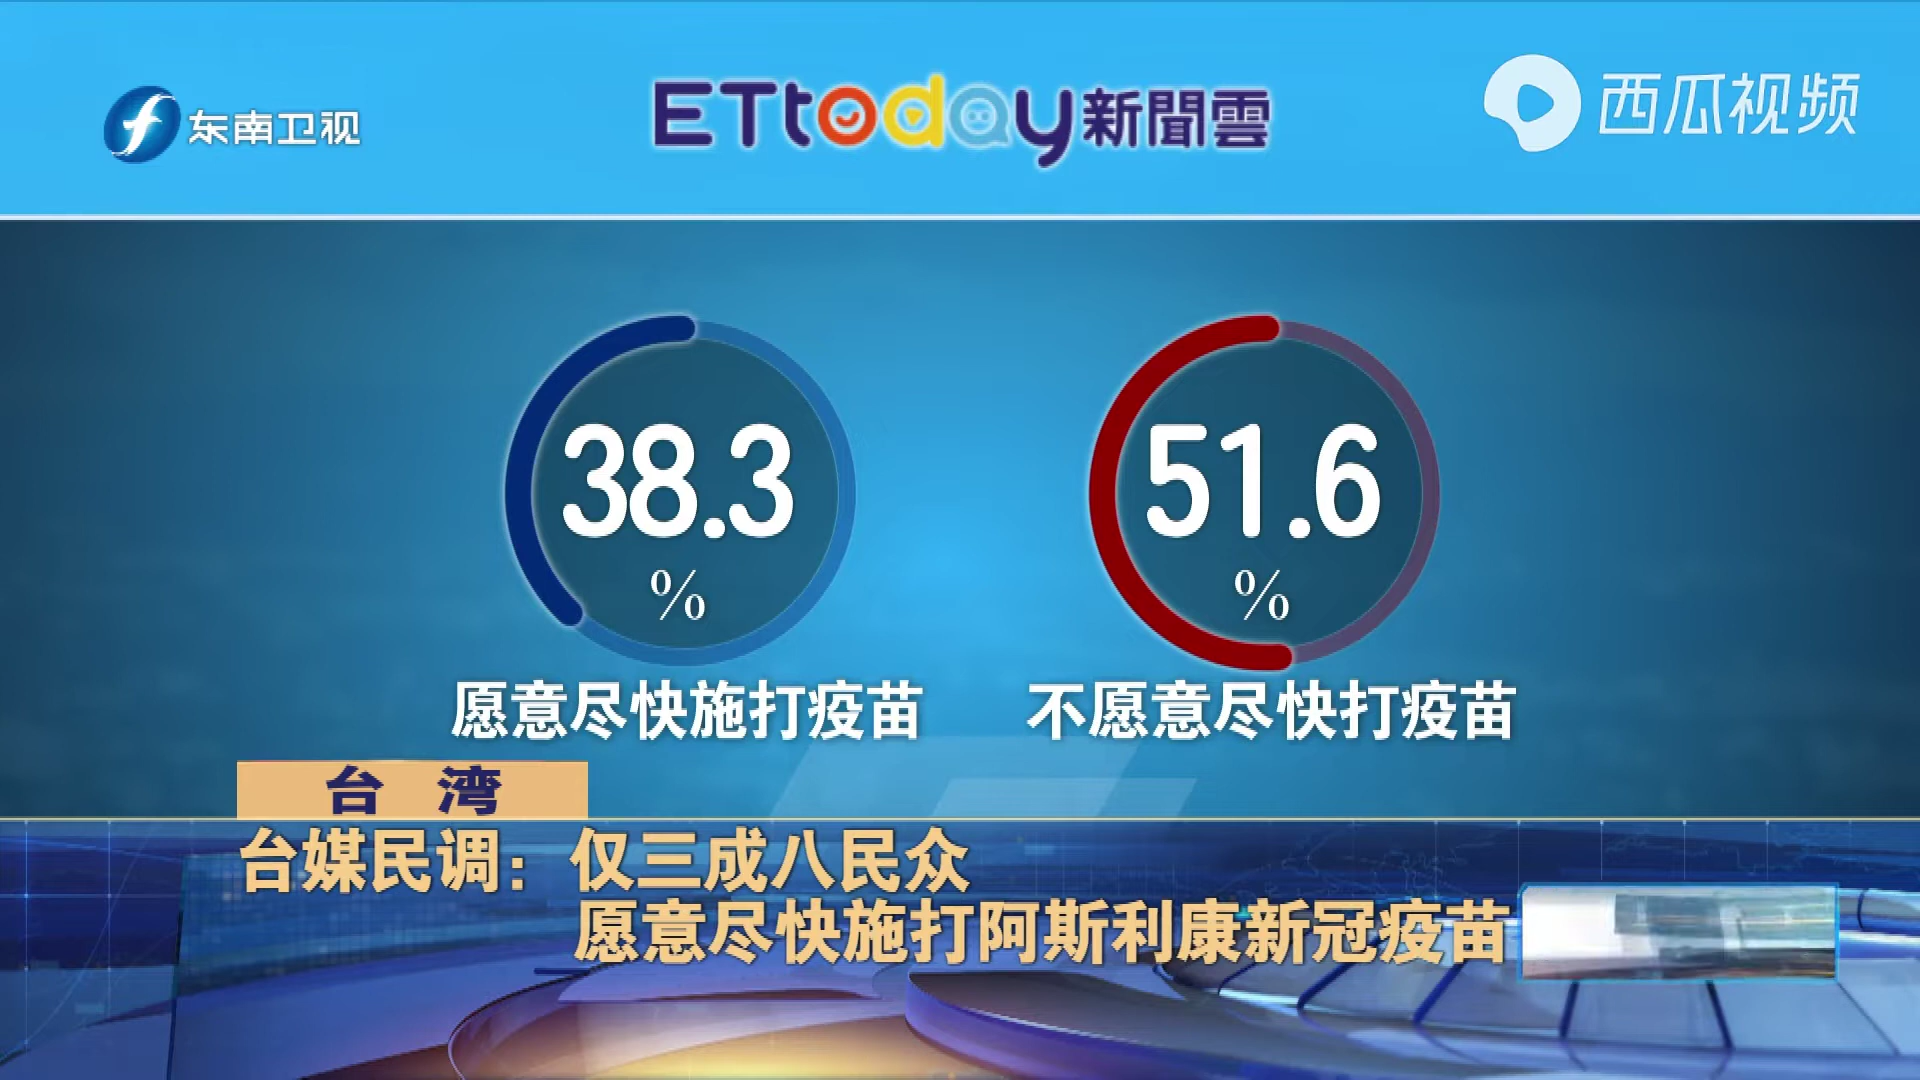 东南卫视
ETtoday新聞雲
西瓜视频
38.3
%
愿意尽快施打疫苗
51.6
%
不愿意尽快打疫苗
台 湾
台媒民调：仅三成八民众
愿意尽快施打阿斯利康新冠疫苗